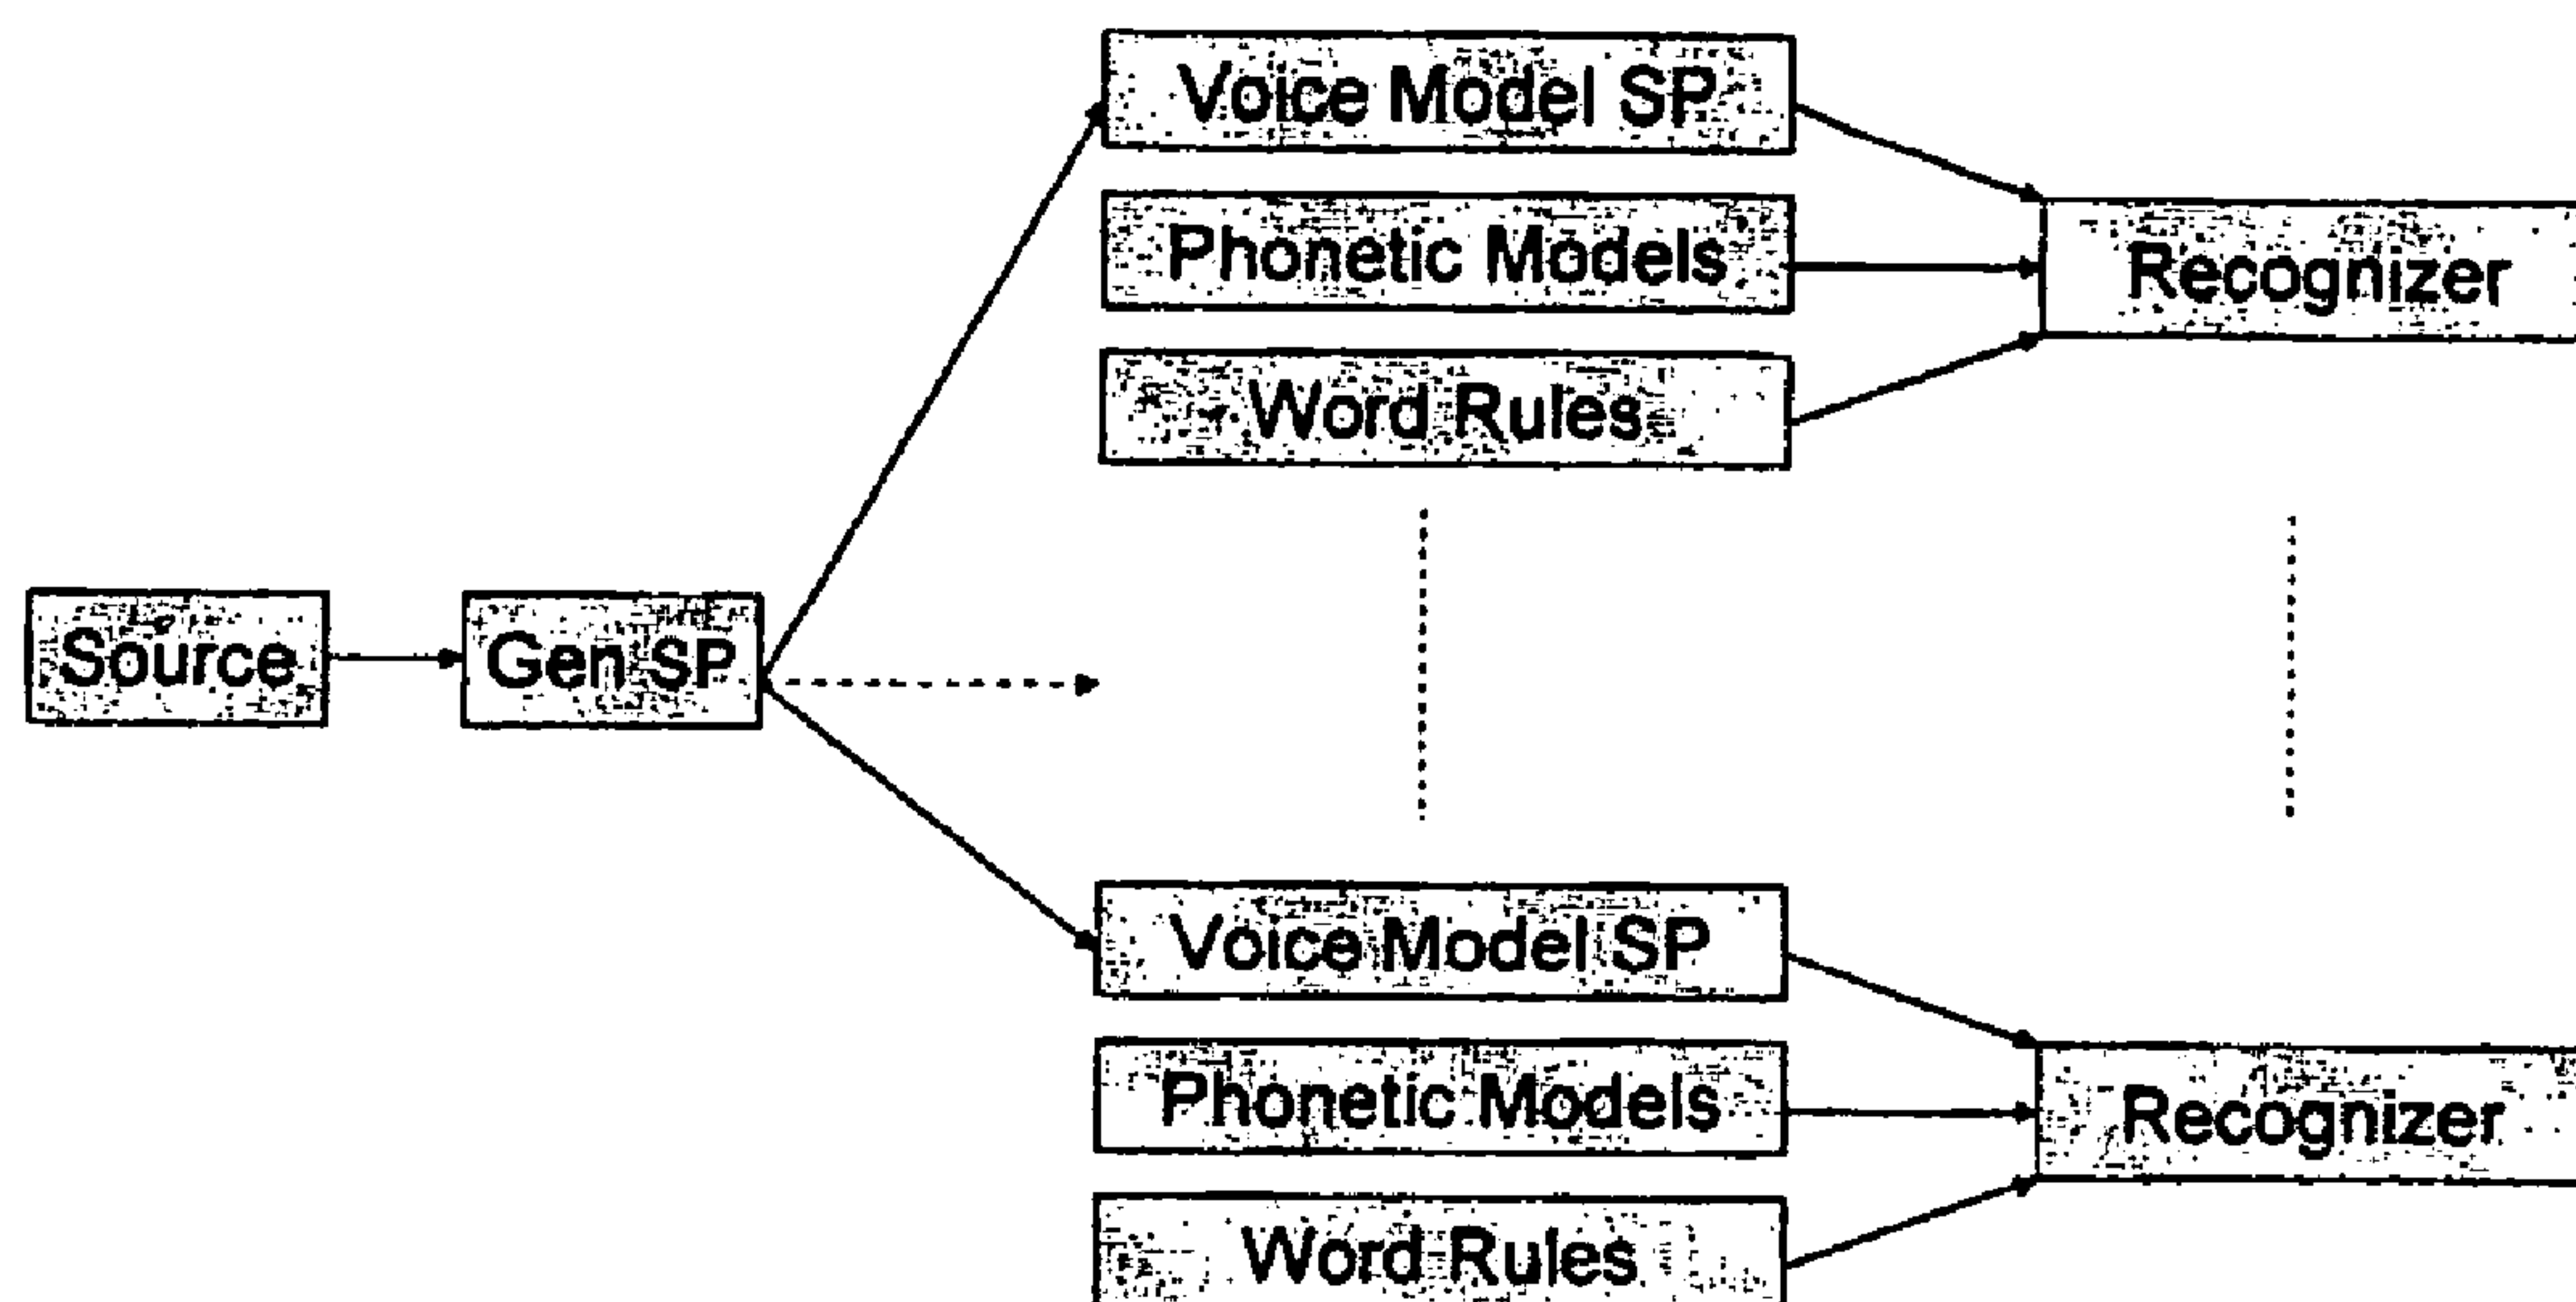 Voice Model SP
Phonetic Models
Recognizer
Word Rules
Source
Gen SP
Voice Model SP
Phonetic Models
Recognizer
Word Rules